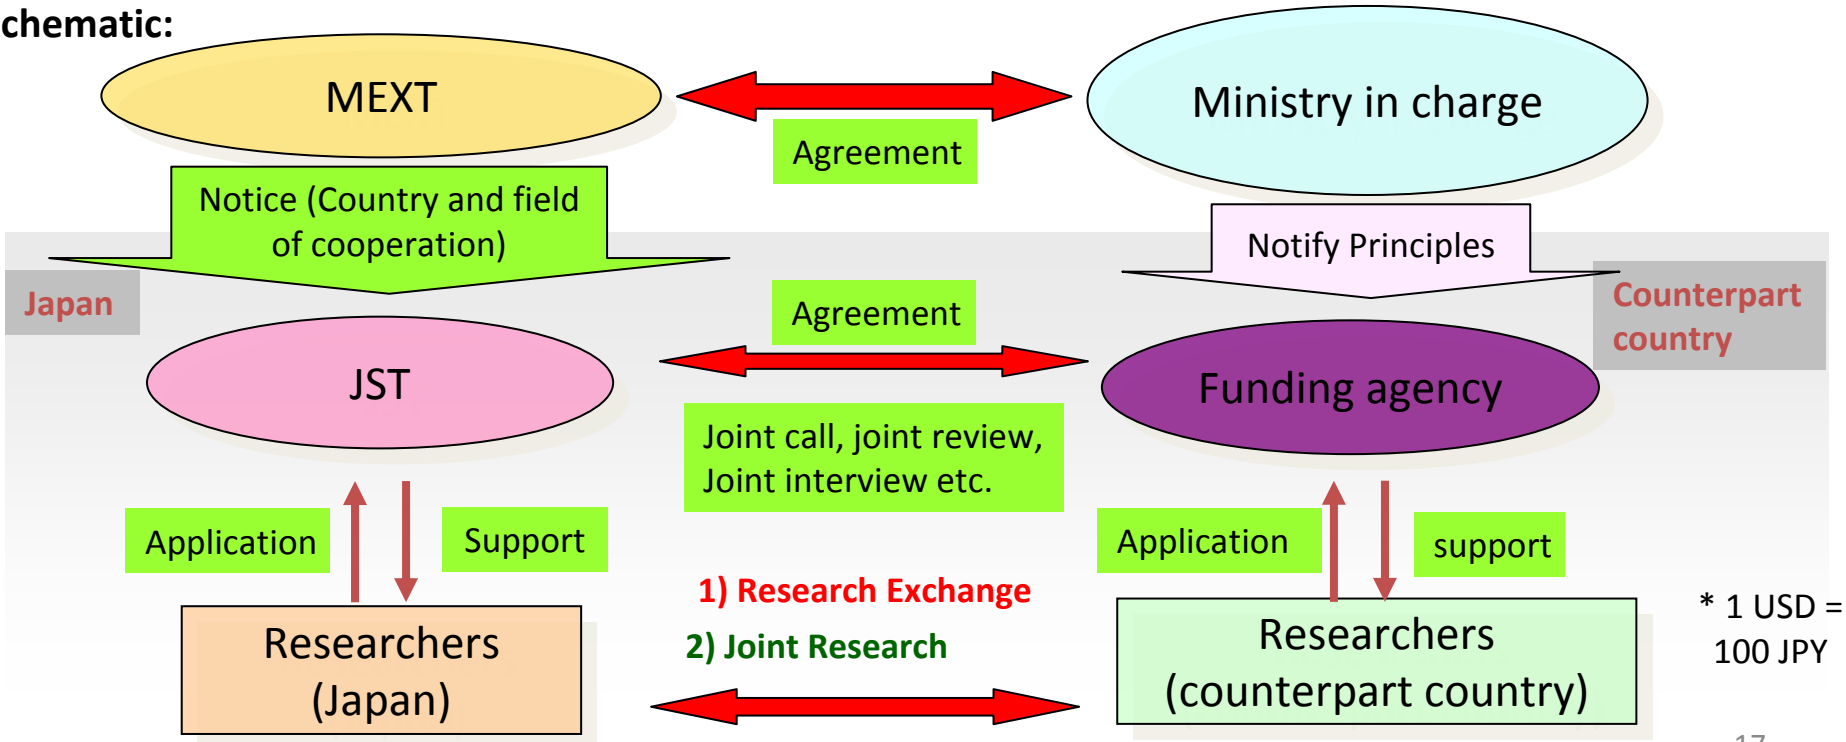 chematic:
MEXT
Ministry in charge
Agreement
Notice (Country and field
of cooperation)
Notify Principles
Japan
Counterpart
country
Agreement
JST
Funding agency
Joint call, joint review,
Joint interview etc.
Application
Support
Application
support
1) Research Exchange
2) Joint Research
Researchers
(Japan)
Researchers
(counterpart country)
* 1 USD =
100 JPY
17